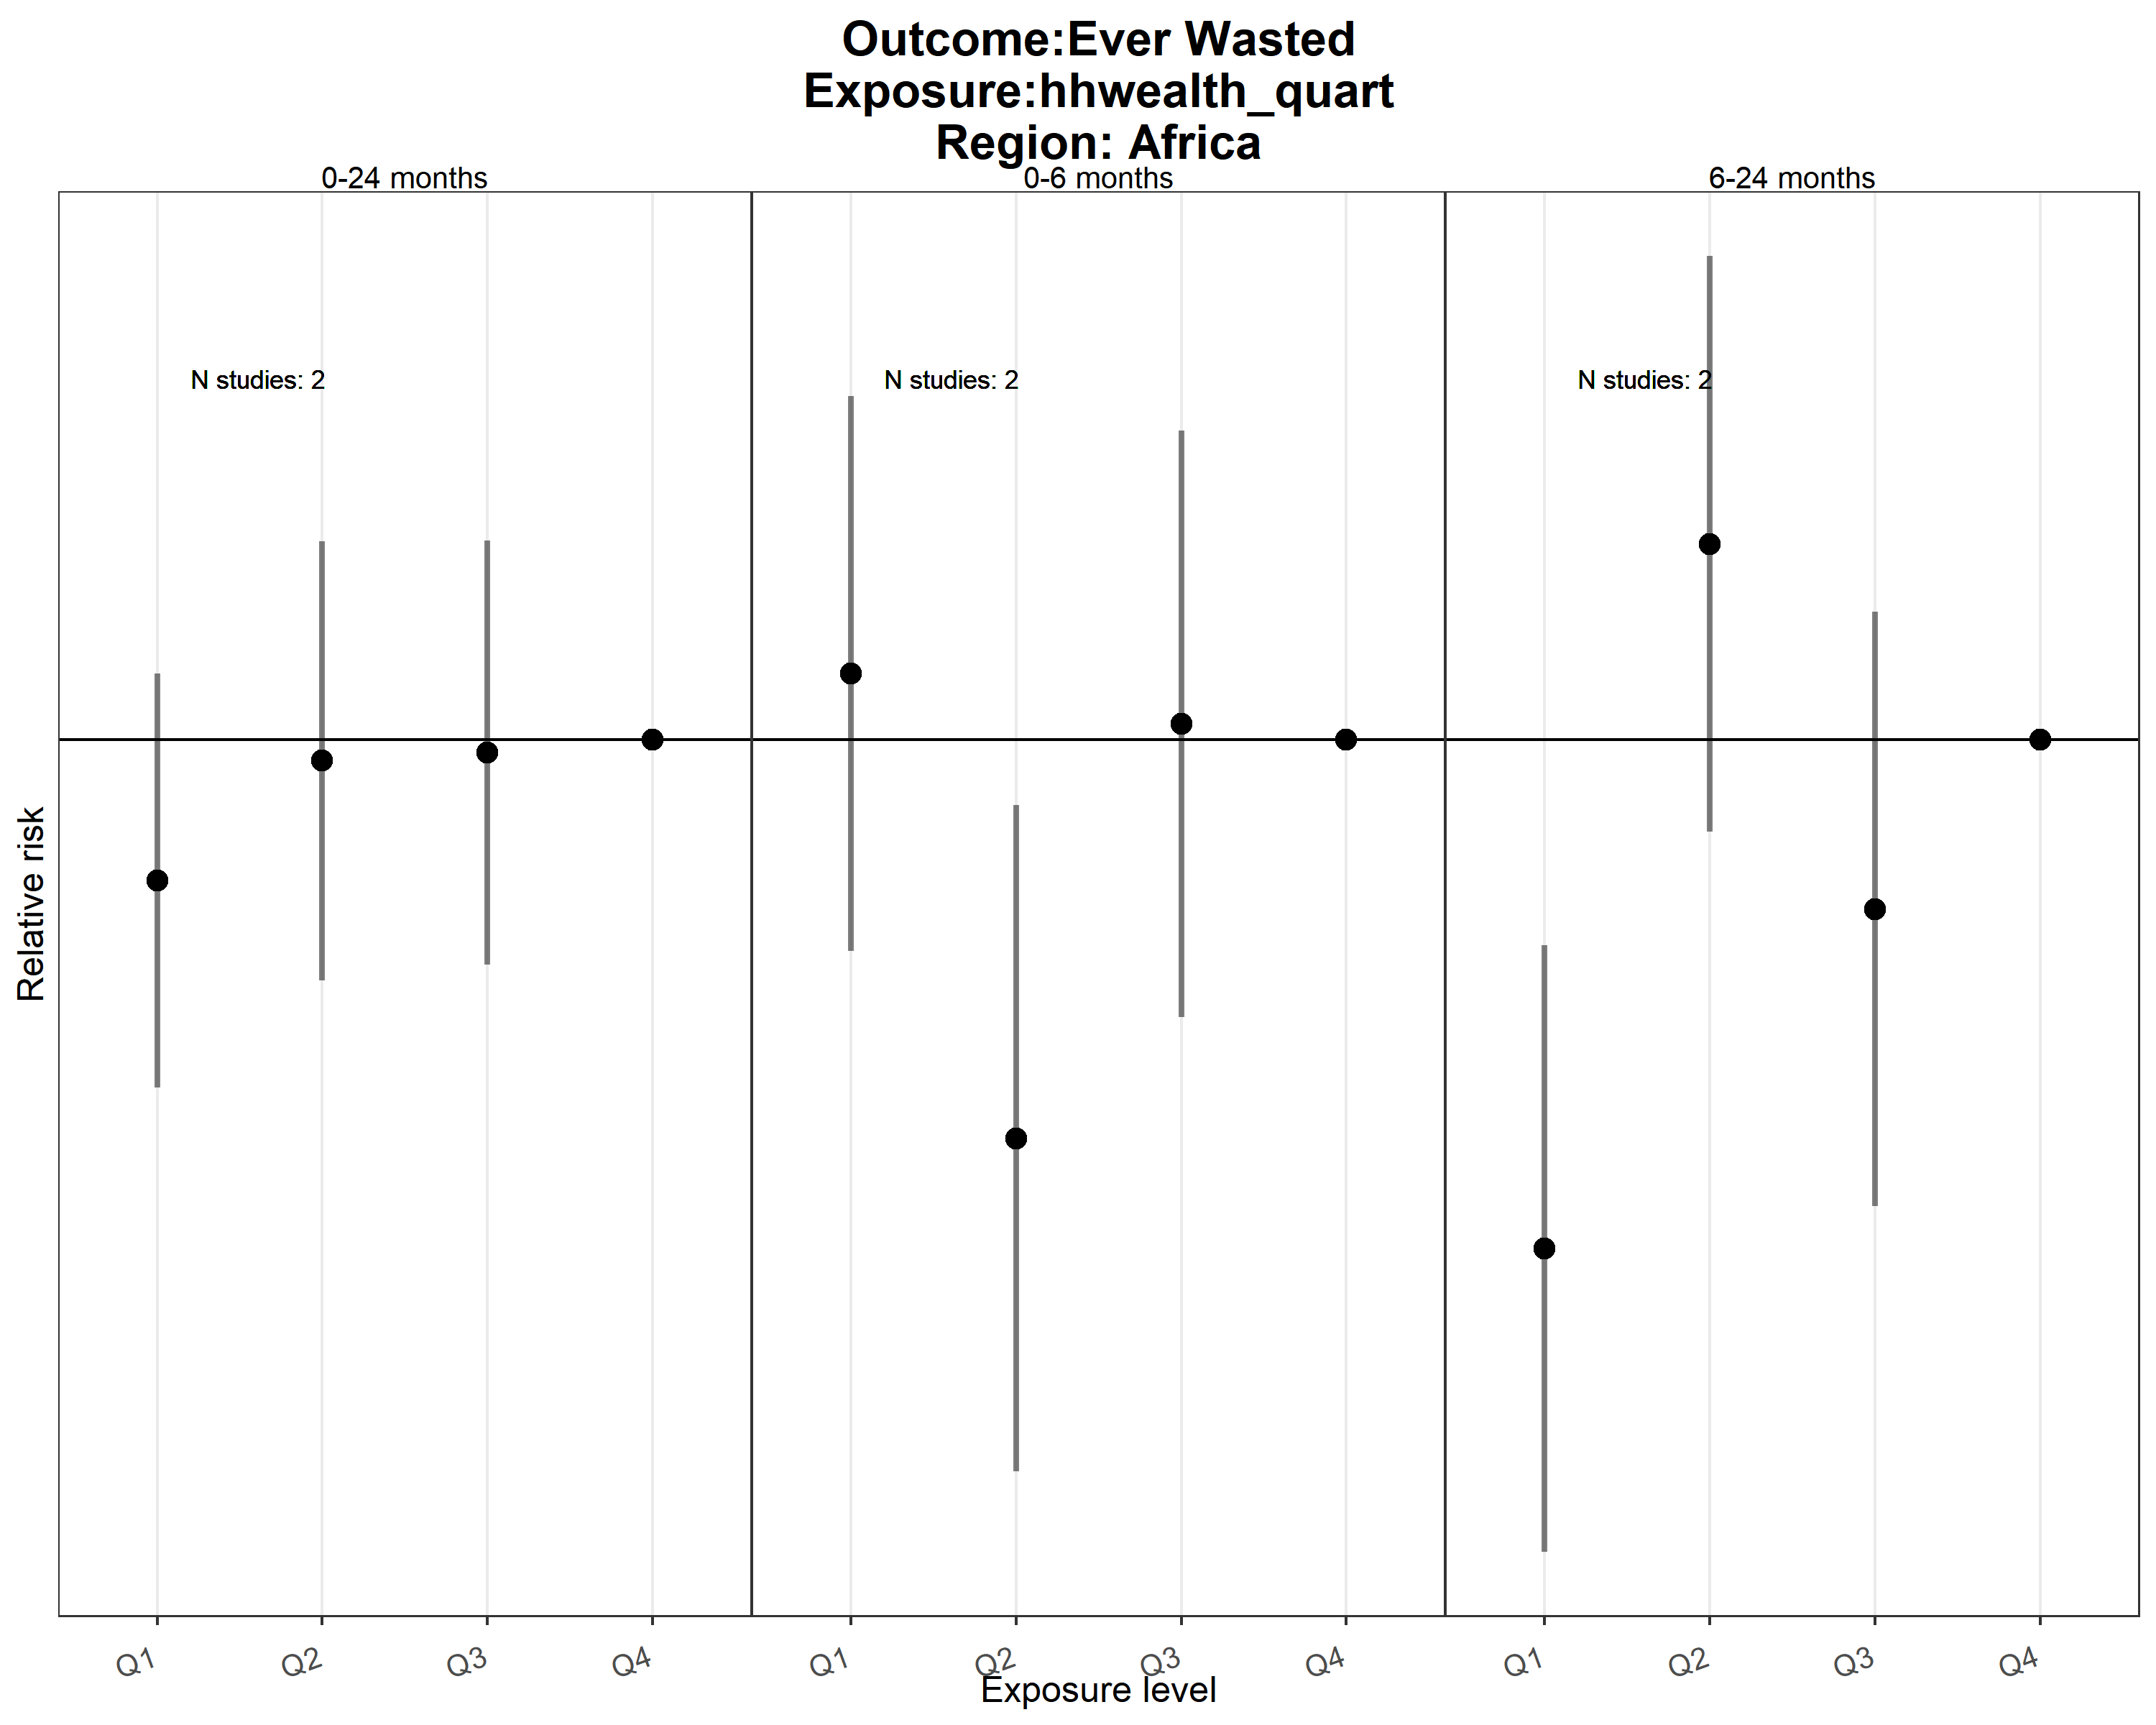 Outcome:Ever Wasted
Exposure:hhwealth_quart
Region: Africa
0-24 months
0-6 months
6-24 months
N studies: 2
N studies: 2
N studies: 2
Relative risk
Q1
Q2
Q3
Q4
Q1
Q2
Q3
Q4
Q1
Q2
Q3
Q4
Exposure level